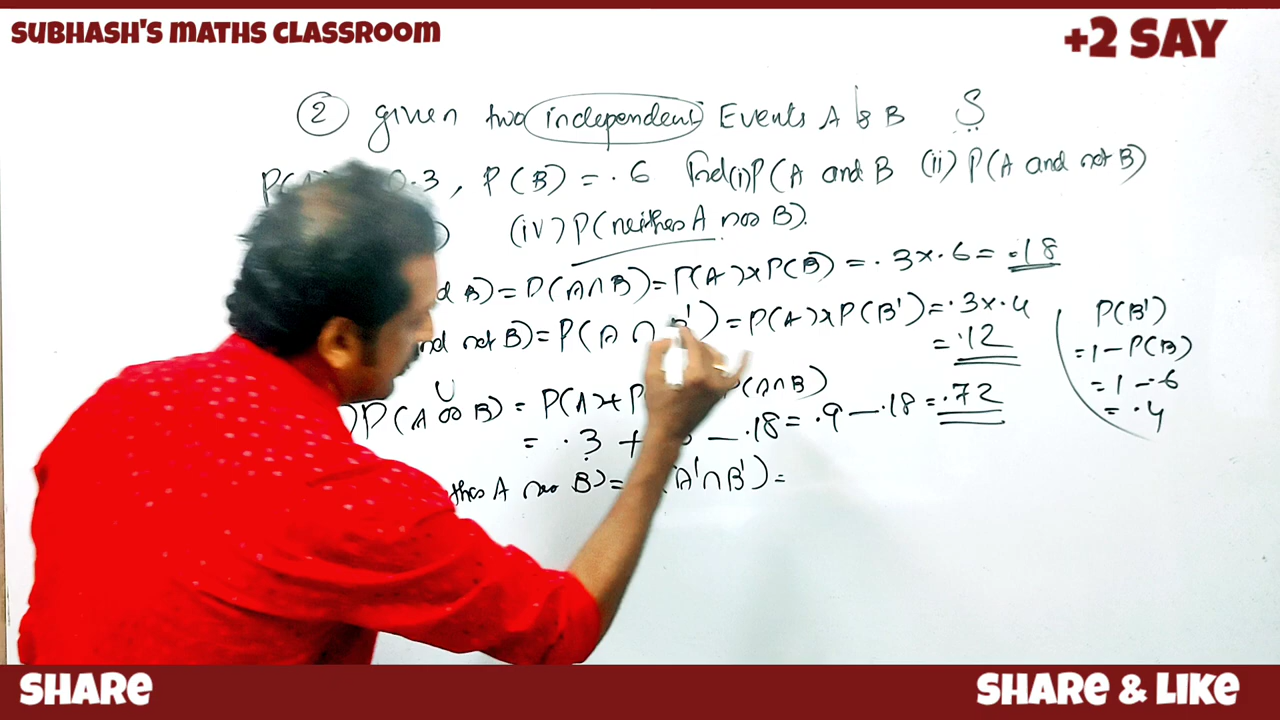 SUBHASH'S MATHS CLASSROOM
+2 SAY
② given two independent Events A & B S
0.3, P(B) = .6 Find (i) P(A and B (ii) P(A and not B)
(iv) P(neither A nor B).
B) = P(A∩B) = P(A) x P(B) = .3 x .6 = .18
not B) = P(A ∩ B') = P(A) x P(B') = .3 x .4
= .12
P(B')
= 1 - P(B)
= 1 - .6
= .4
U
P(A or B) = P(A) + P(A∩B)
= .3 + - .18 = .9 - .18 = .72
A nor B) = (A'∩B') =
SHARE
SHARE & LIKE